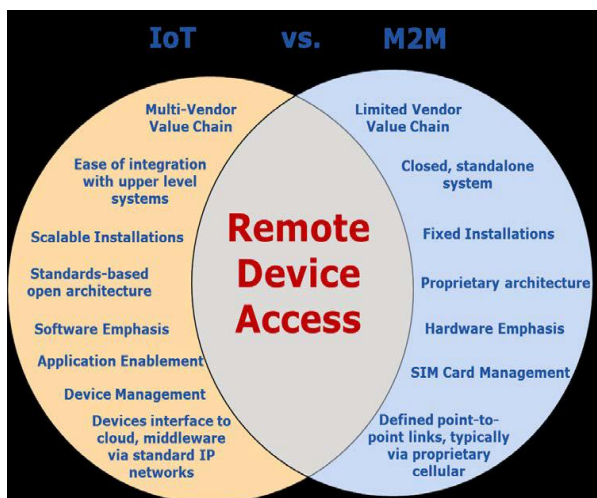 IoT vs. M2M
Multi-Vendor
Value Chain
Ease of integration
with upper level
systems
Scalable Installations
Standards-based
open architecture
Software Emphasis
Application Enablement
Device Management
Devices interface to
cloud, middleware
via standard IP
networks
Remote
Device
Access
Limited Vendor
Value Chain
Closed, standalone
system
Fixed Installations
Proprietary architecture
Hardware Emphasis
SIM Card Management
Defined point-to-
point links, typically
via proprietary
cellular